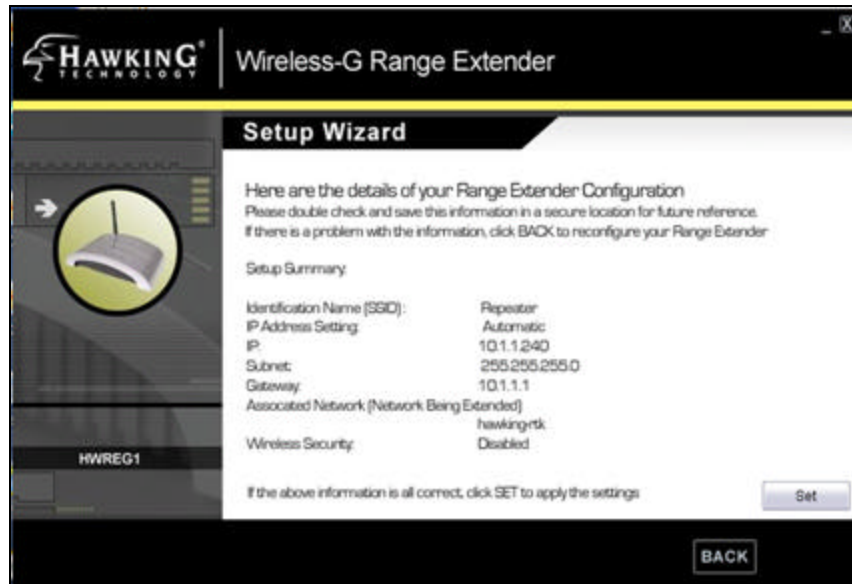 HAWKING
TECHNOLOGY
Wireless-G Range Extender
Setup Wizard
Here are the details of your Range Extender Configuration
Please double check and save this information in a secure location for future reference.
If there is a problem with the information, click BACK to reconfigure your Range Extender
Setup Summary:
Identification Name (SSID): Repeater
IP Address Setting: Automatic
IP: 10.1.1.240
Subnet: 255.255.255.0
Gateway: 10.1.1.1
Assocated Network (Network Being Extended)
hawking-rtk
Wireless Security: Disabled
HWREG1
If the above information is all correct, click SET to apply the settings
Set
BACK